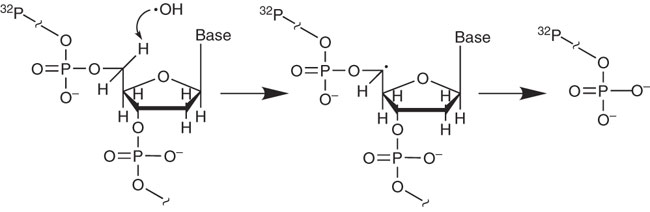 ³²P ·OH
O H Base
O=P–O O
H
O⁻ H H
H H
O
O=P–O⁻
O
³²P
O Base
O=P–O · O
H
O⁻ H H
H H
O
O=P–O⁻
O
³²P
O
O=P–O⁻
O⁻